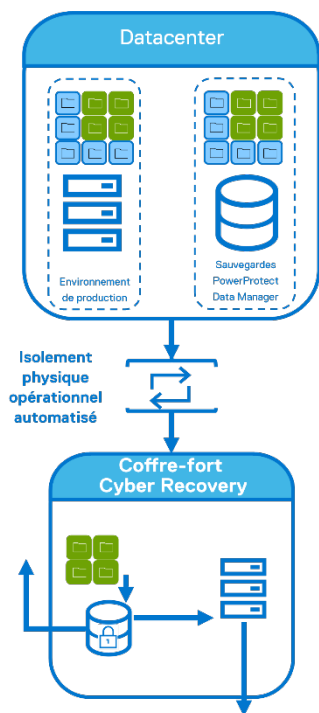 Datacenter
Environnement
de production
Sauvegardes
PowerProtect
Data Manager
Isolement
physique
opérationnel
automatisé
Coffre-fort
Cyber Recovery